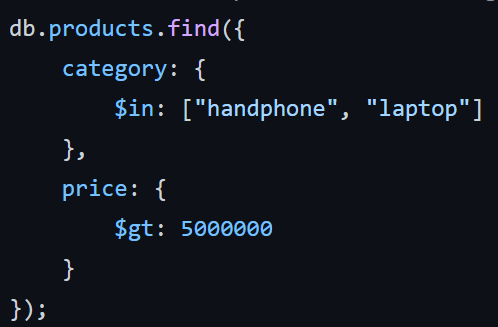 db.products.find({
    category: {
        $in: ["handphone", "laptop"]
    },
    price: {
        $gt: 5000000
    }
});